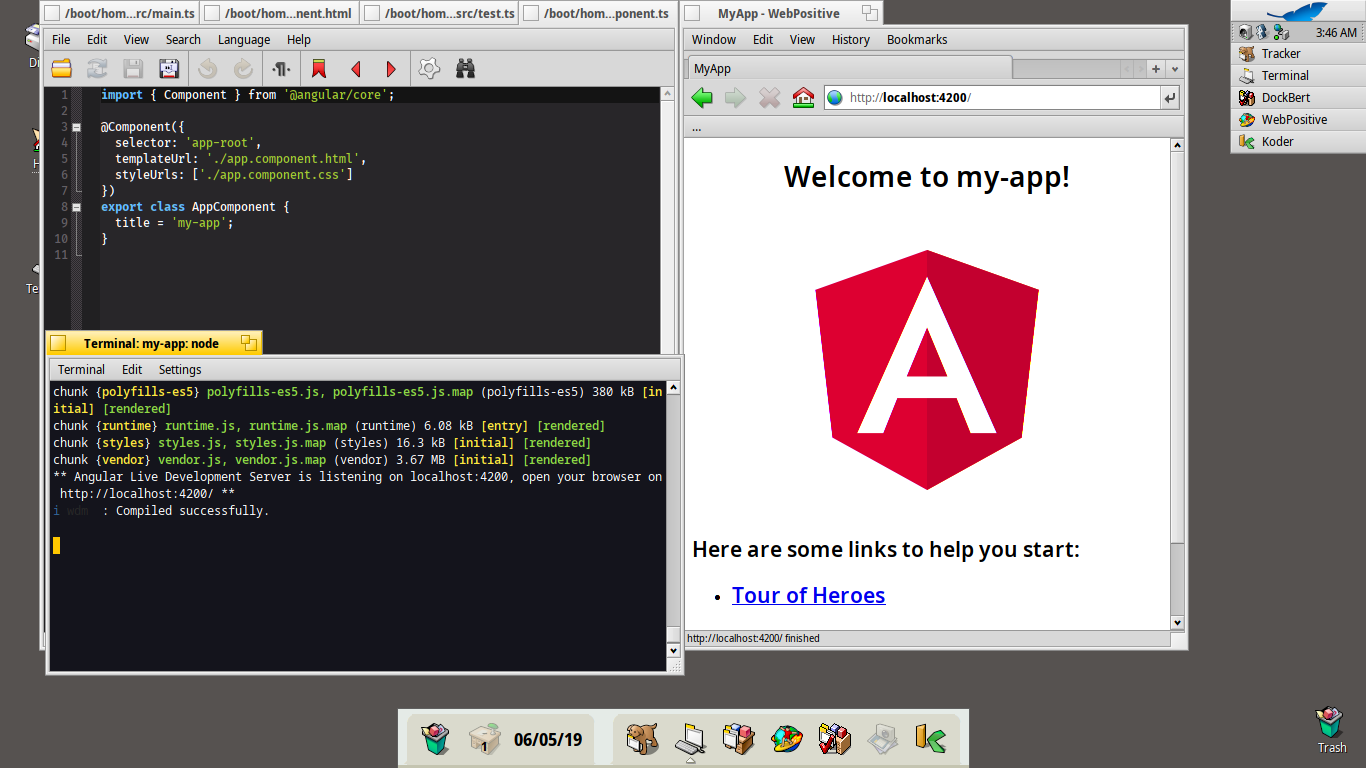 /boot/hom...rc/main.ts
/boot/hom...nent.html
/boot/hom...src/test.ts
/boot/hom...ponent.ts
File Edit View Search Language Help
1 import { Component } from '@angular/core';
2
3 @Component({
4 selector: 'app-root',
5 templateUrl: './app.component.html',
6 styleUrls: ['./app.component.css']
7 })
8 export class AppComponent {
9 title = 'my-app';
10 }
11
Terminal: my-app: node
Terminal Edit Settings
chunk {polyfills-es5} polyfills-es5.js, polyfills-es5.js.map (polyfills-es5) 380 kB [in
itial] [rendered]
chunk {runtime} runtime.js, runtime.js.map (runtime) 6.08 kB [entry] [rendered]
chunk {styles} styles.js, styles.js.map (styles) 16.3 kB [initial] [rendered]
chunk {vendor} vendor.js, vendor.js.map (vendor) 3.67 MB [initial] [rendered]
** Angular Live Development Server is listening on localhost:4200, open your browser on
http://localhost:4200/ **
i wdm : Compiled successfully.
MyApp - WebPositive
Window Edit View History Bookmarks
MyApp
http://localhost:4200/
...
Welcome to my-app!
A
Here are some links to help you start:
• Tour of Heroes
http://localhost:4200/ finished
3:46 AM
Tracker
Terminal
DockBert
WebPositive
Koder
1
06/05/19
Trash